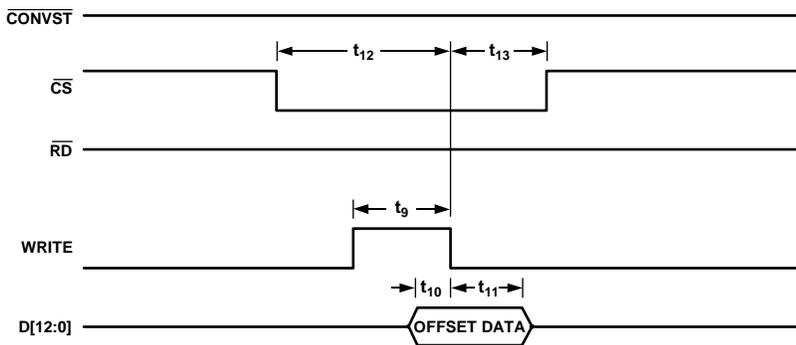 CONVST
t12 t13
CS
RD
t9
WRITE
t10 t11
D[12:0] OFFSET DATA